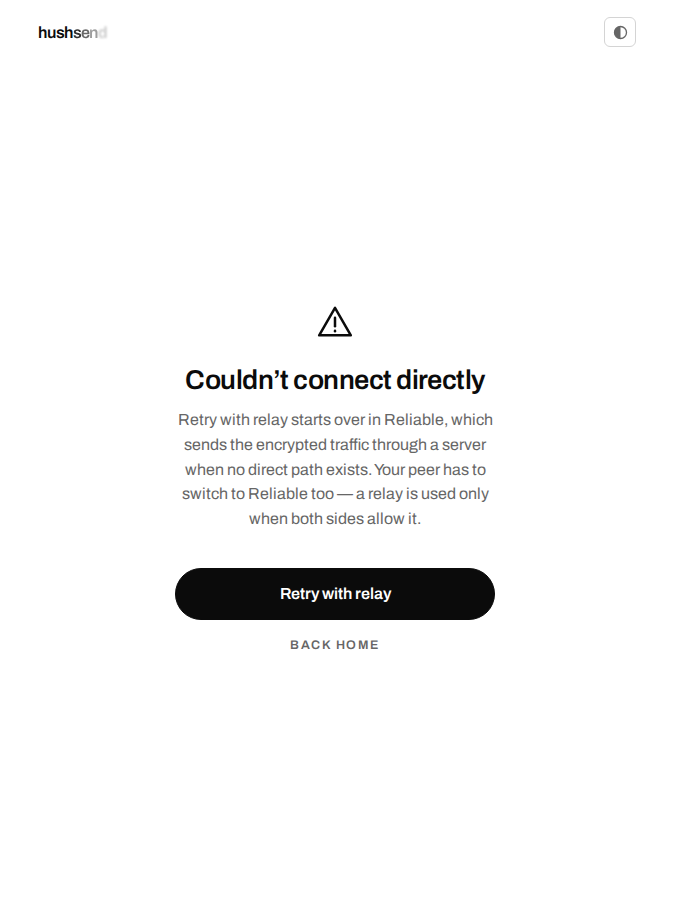 hushsend
Couldn’t connect directly
Retry with relay starts over in Reliable, which
sends the encrypted traffic through a server
when no direct path exists. Your peer has to
switch to Reliable too — a relay is used only
when both sides allow it.
Retry with relay
BACK HOME